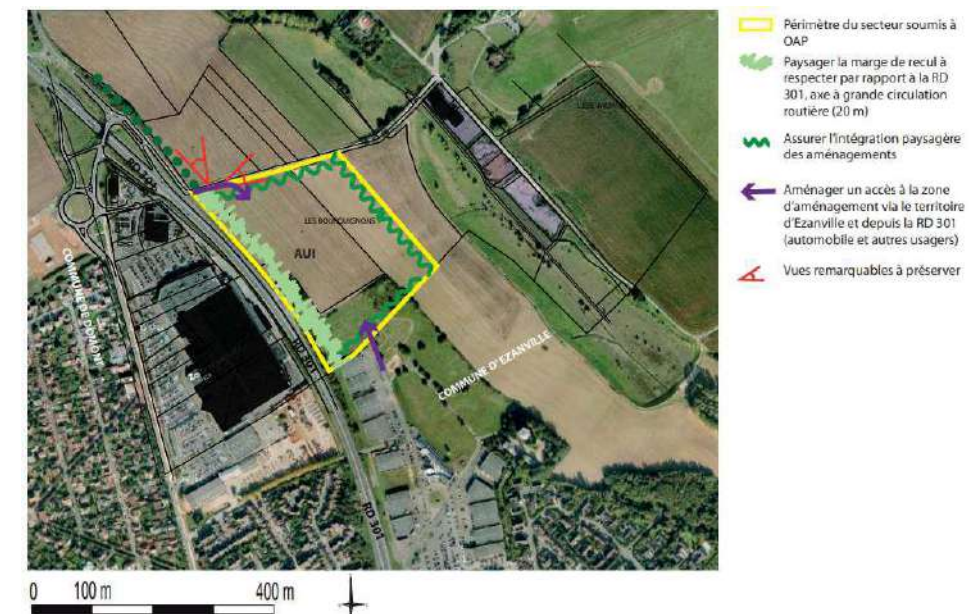 Périmètre du secteur soumis à
OAP
Paysager la marge de recul à
respecter par rapport à la RD
301, axe à grande circulation
routière (20 m)
Assurer l'intégration paysagère
des aménagements
Aménager un accès à la zone
d'aménagement via le territoire
d'Ezanville et depuis la RD 301
(automobile et autres usagers)
Vues remarquables à préserver
LES BOURGUIGNONS
AUI
COMMUNE DE DOMONT
COMMUNE D'EZANVILLE
RD 301
RD 301
0 100 m 400 m